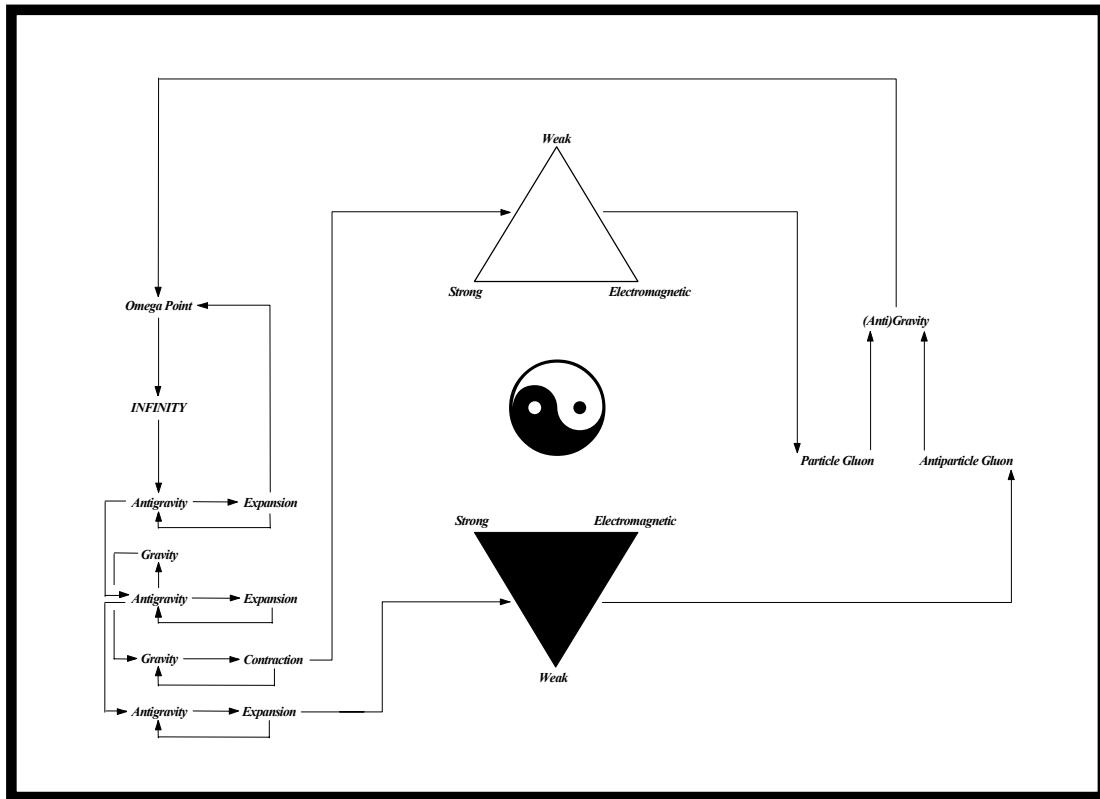 Weak
Strong
Electromagnetic
Omega Point
(Anti)Gravity
INFINITY
Particle Gluon
Antiparticle Gluon
Antigravity
Expansion
Strong
Electromagnetic
Gravity
Antigravity
Expansion
Gravity
Contraction
Weak
Antigravity
Expansion